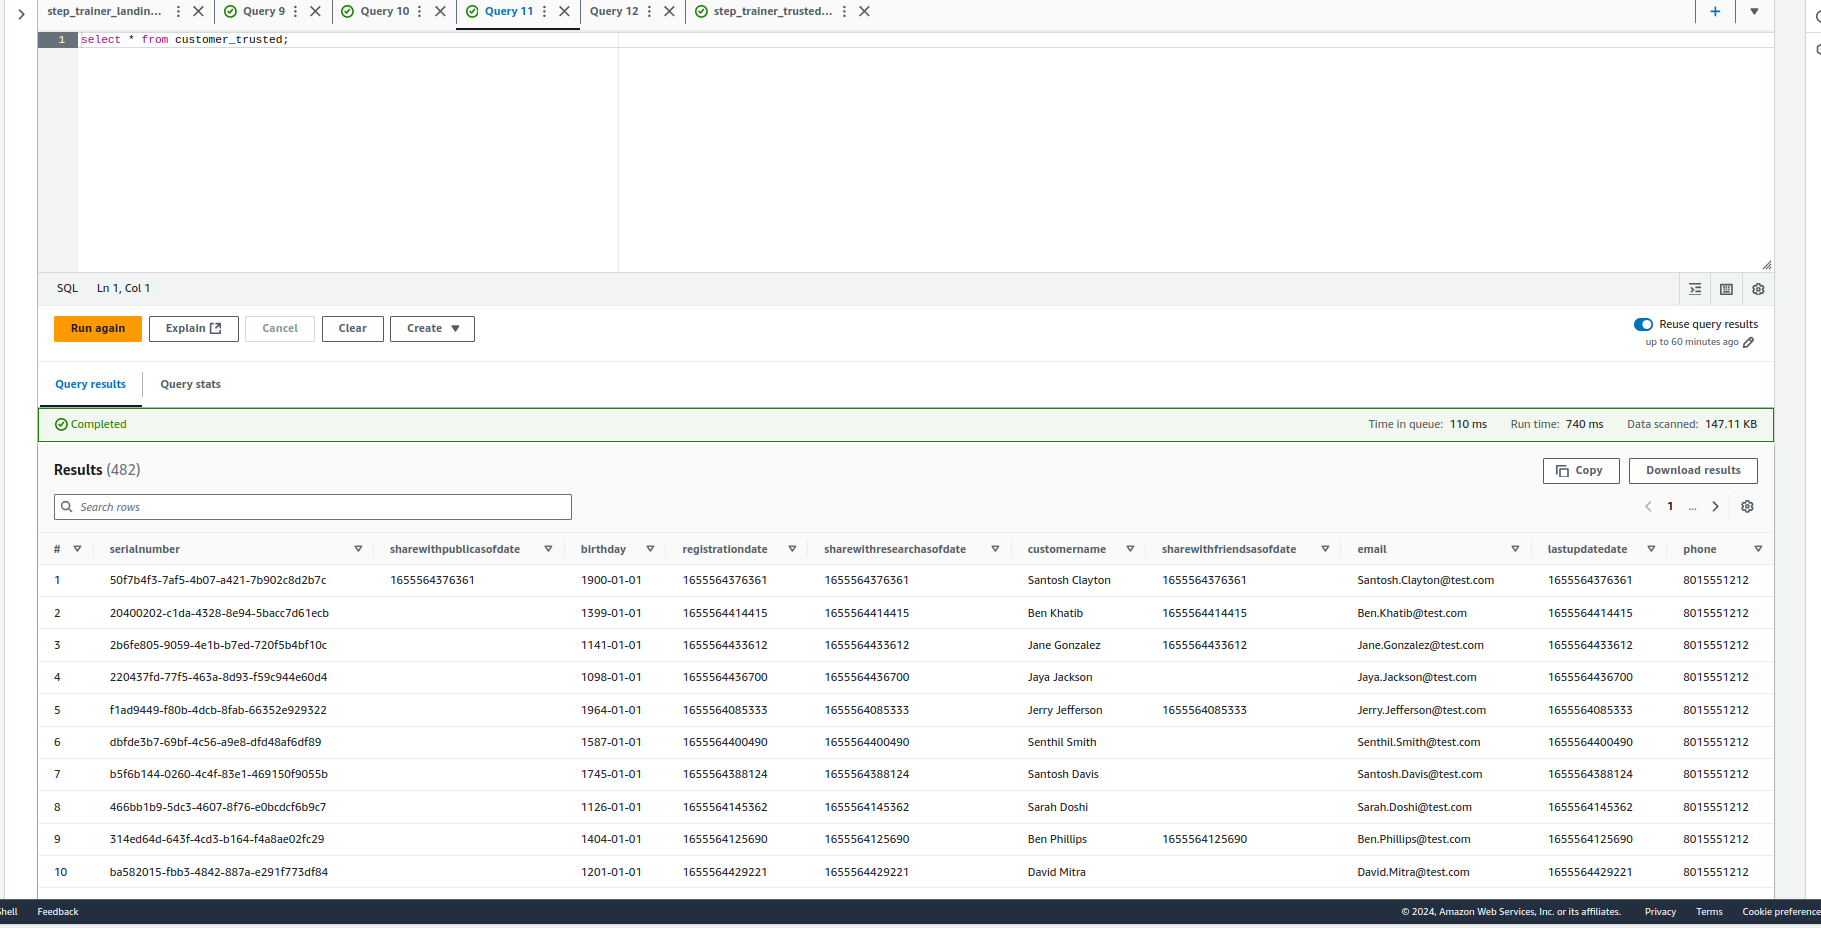 step_trainer_landin... Query 9 Query 10 Query 11 Query 12 step_trainer_trusted...
1 select * from customer_trusted;
SQL Ln 1, Col 1
Run again Explain Cancel Clear Create Reuse query results
up to 60 minutes ago
Query results Query stats
Completed Time in queue: 110 ms Run time: 740 ms Data scanned: 147.11 KB
Results (482) Copy Download results
Search rows 1 ...
# serialnumber sharewithpublicasofdate birthday registrationdate sharewithresearchasofdate customername sharewithfriendsasofdate email lastupdatedate phone
1 50f7b4f3-7af5-4b07-a421-7b902c8d2b7c 1655564376361 1900-01-01 1655564376361 1655564376361 Santosh Clayton 1655564376361 Santosh.Clayton@test.com 1655564376361 8015551212
2 20400202-c1da-4328-8e94-5bacc7d61ecb 1399-01-01 1655564414415 1655564414415 Ben Khatib 1655564414415 Ben.Khatib@test.com 1655564414415 8015551212
3 2b6fe805-9059-4e1b-b7ed-720f5b4bf10c 1141-01-01 1655564433612 1655564433612 Jane Gonzalez 1655564433612 Jane.Gonzalez@test.com 1655564433612 8015551212
4 220437fd-77f5-463a-8d93-f59c944e60d4 1098-01-01 1655564436700 1655564436700 Jaya Jackson Jaya.Jackson@test.com 1655564436700 8015551212
5 f1ad9449-f80b-4dcb-8fab-66352e929322 1964-01-01 1655564085333 1655564085333 Jerry Jefferson 1655564085333 Jerry.Jefferson@test.com 1655564085333 8015551212
6 dbfde3b7-69bf-4c56-a9e8-dfd48af6df89 1587-01-01 1655564400490 1655564400490 Senthil Smith Senthil.Smith@test.com 1655564400490 8015551212
7 b5f6b144-0260-4c4f-83e1-469150f9055b 1745-01-01 1655564388124 1655564388124 Santosh Davis Santosh.Davis@test.com 1655564388124 8015551212
8 466bb1b9-5dc3-4607-8f76-e0bcdcf6b9c7 1126-01-01 1655564145362 1655564145362 Sarah Doshi Sarah.Doshi@test.com 1655564145362 8015551212
9 314ed64d-643f-4cd3-b164-f4a8ae02fc29 1404-01-01 1655564125690 1655564125690 Ben Phillips 1655564125690 Ben.Phillips@test.com 1655564125690 8015551212
10 ba582015-fbb3-4842-887a-e291f773df84 1201-01-01 1655564429221 1655564429221 David Mitra David.Mitra@test.com 1655564429221 8015551212
hell Feedback © 2024, Amazon Web Services, Inc. or its affiliates. Privacy Terms Cookie preference